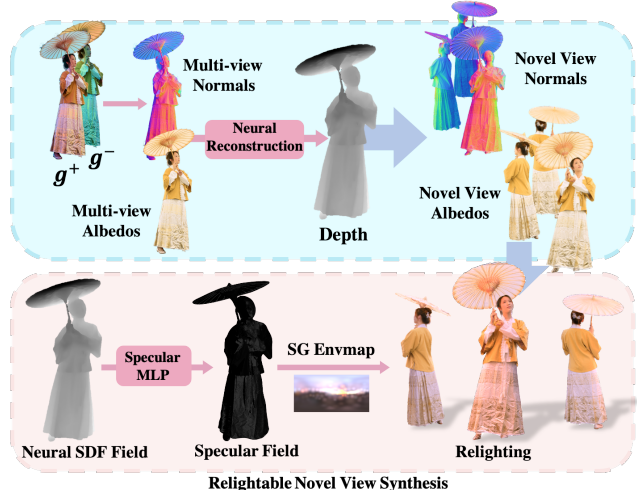 Multi-view
Normals
g⁺
g⁻
Neural
Reconstruction
Multi-view
Albedos
Depth
Novel View
Normals
Novel View
Albedos
Specular
MLP
SG Envmap
Neural SDF Field
Specular Field
Relighting
Relightable Novel View Synthesis